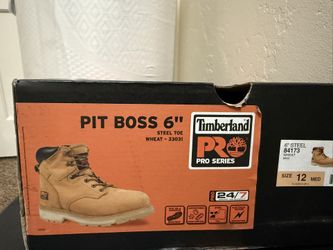 PIT BOSS 6"
STEEL TOE
WHEAT - 33031
Timberland
PRO
PRO SERIES
24/7
6" STEEL
84173
WHEAT
SIZE 12 MED